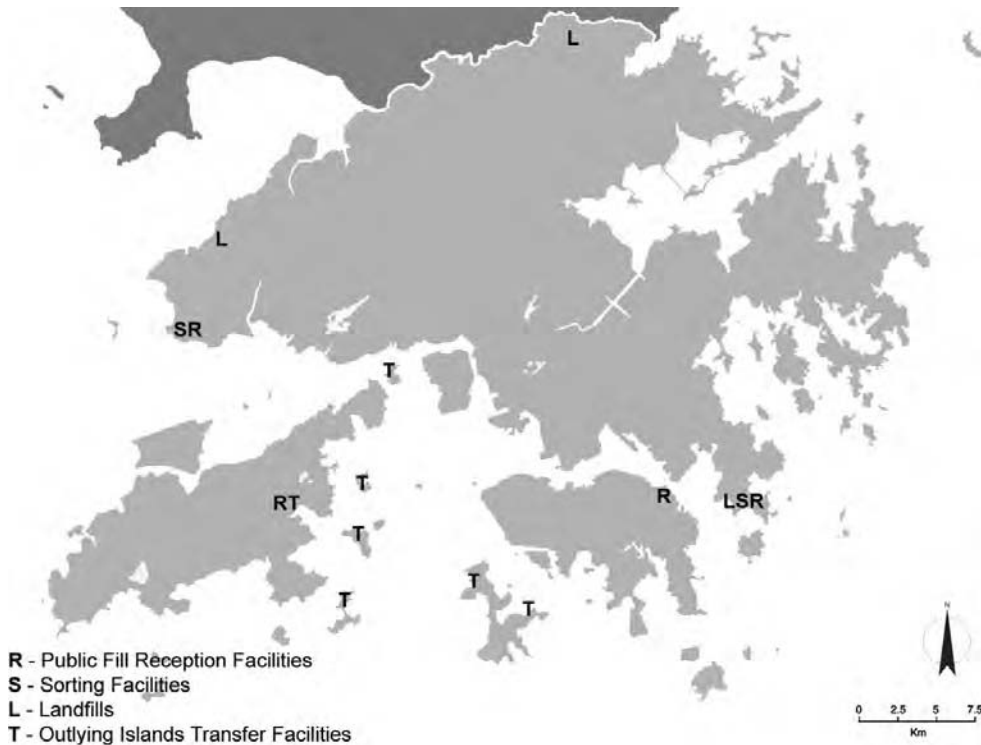 L
L
SR
T
T
RT
R
LSR
T
T
T
T
N
R - Public Fill Reception Facilities
S - Sorting Facilities
L - Landfills
T - Outlying Islands Transfer Facilities
0 2.5 5 7.5
Km